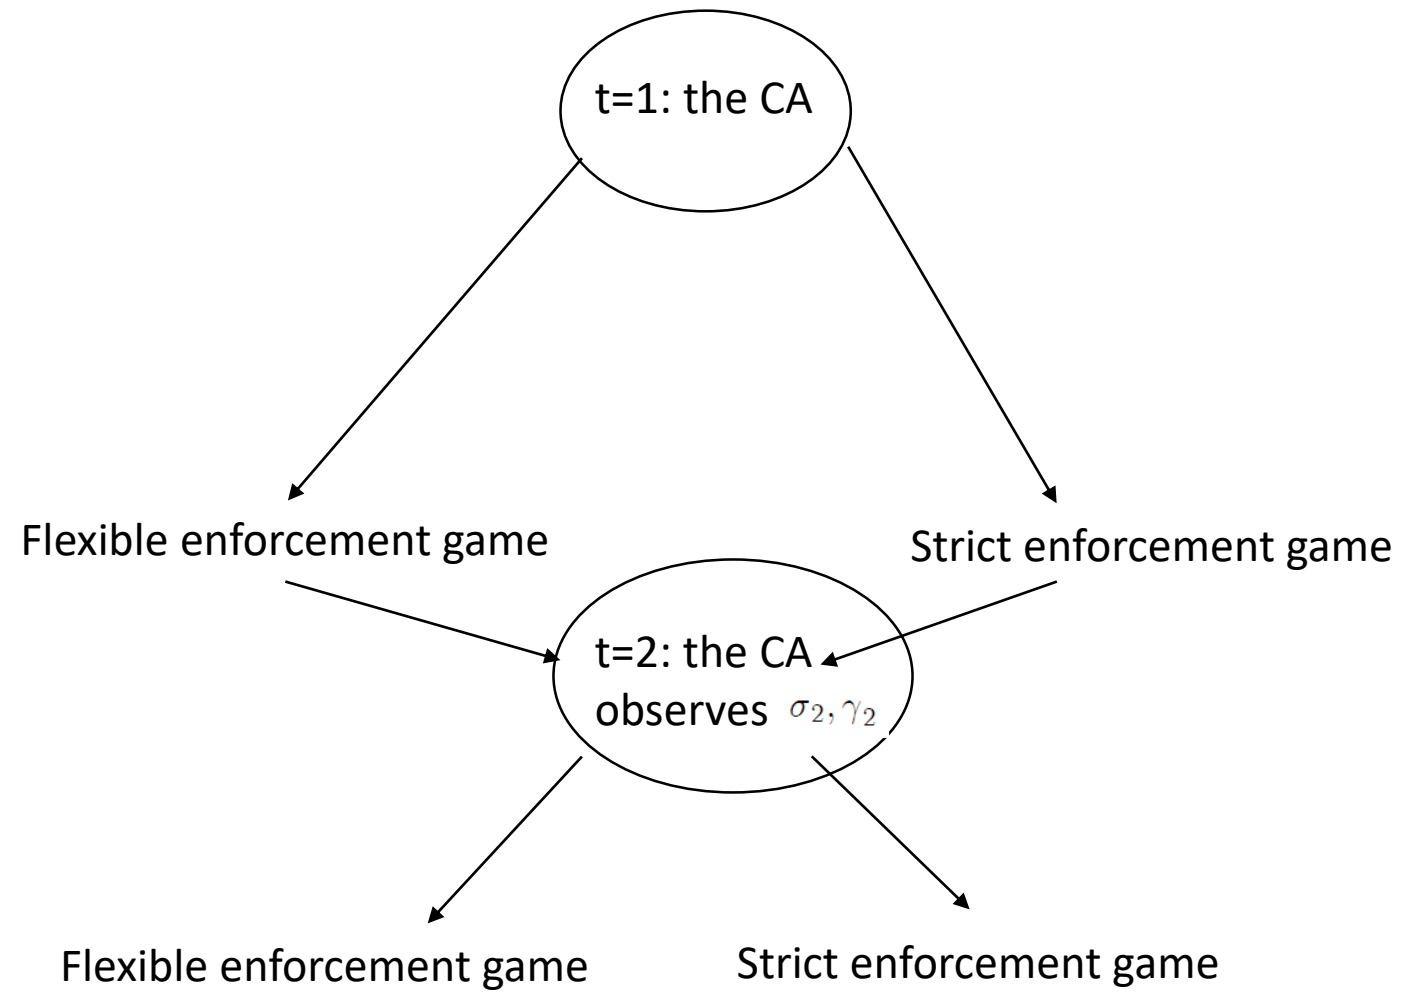 t=1: the CA
Flexible enforcement game
Strict enforcement game
t=2: the CA
observes σ₂, γ₂
Flexible enforcement game
Strict enforcement game